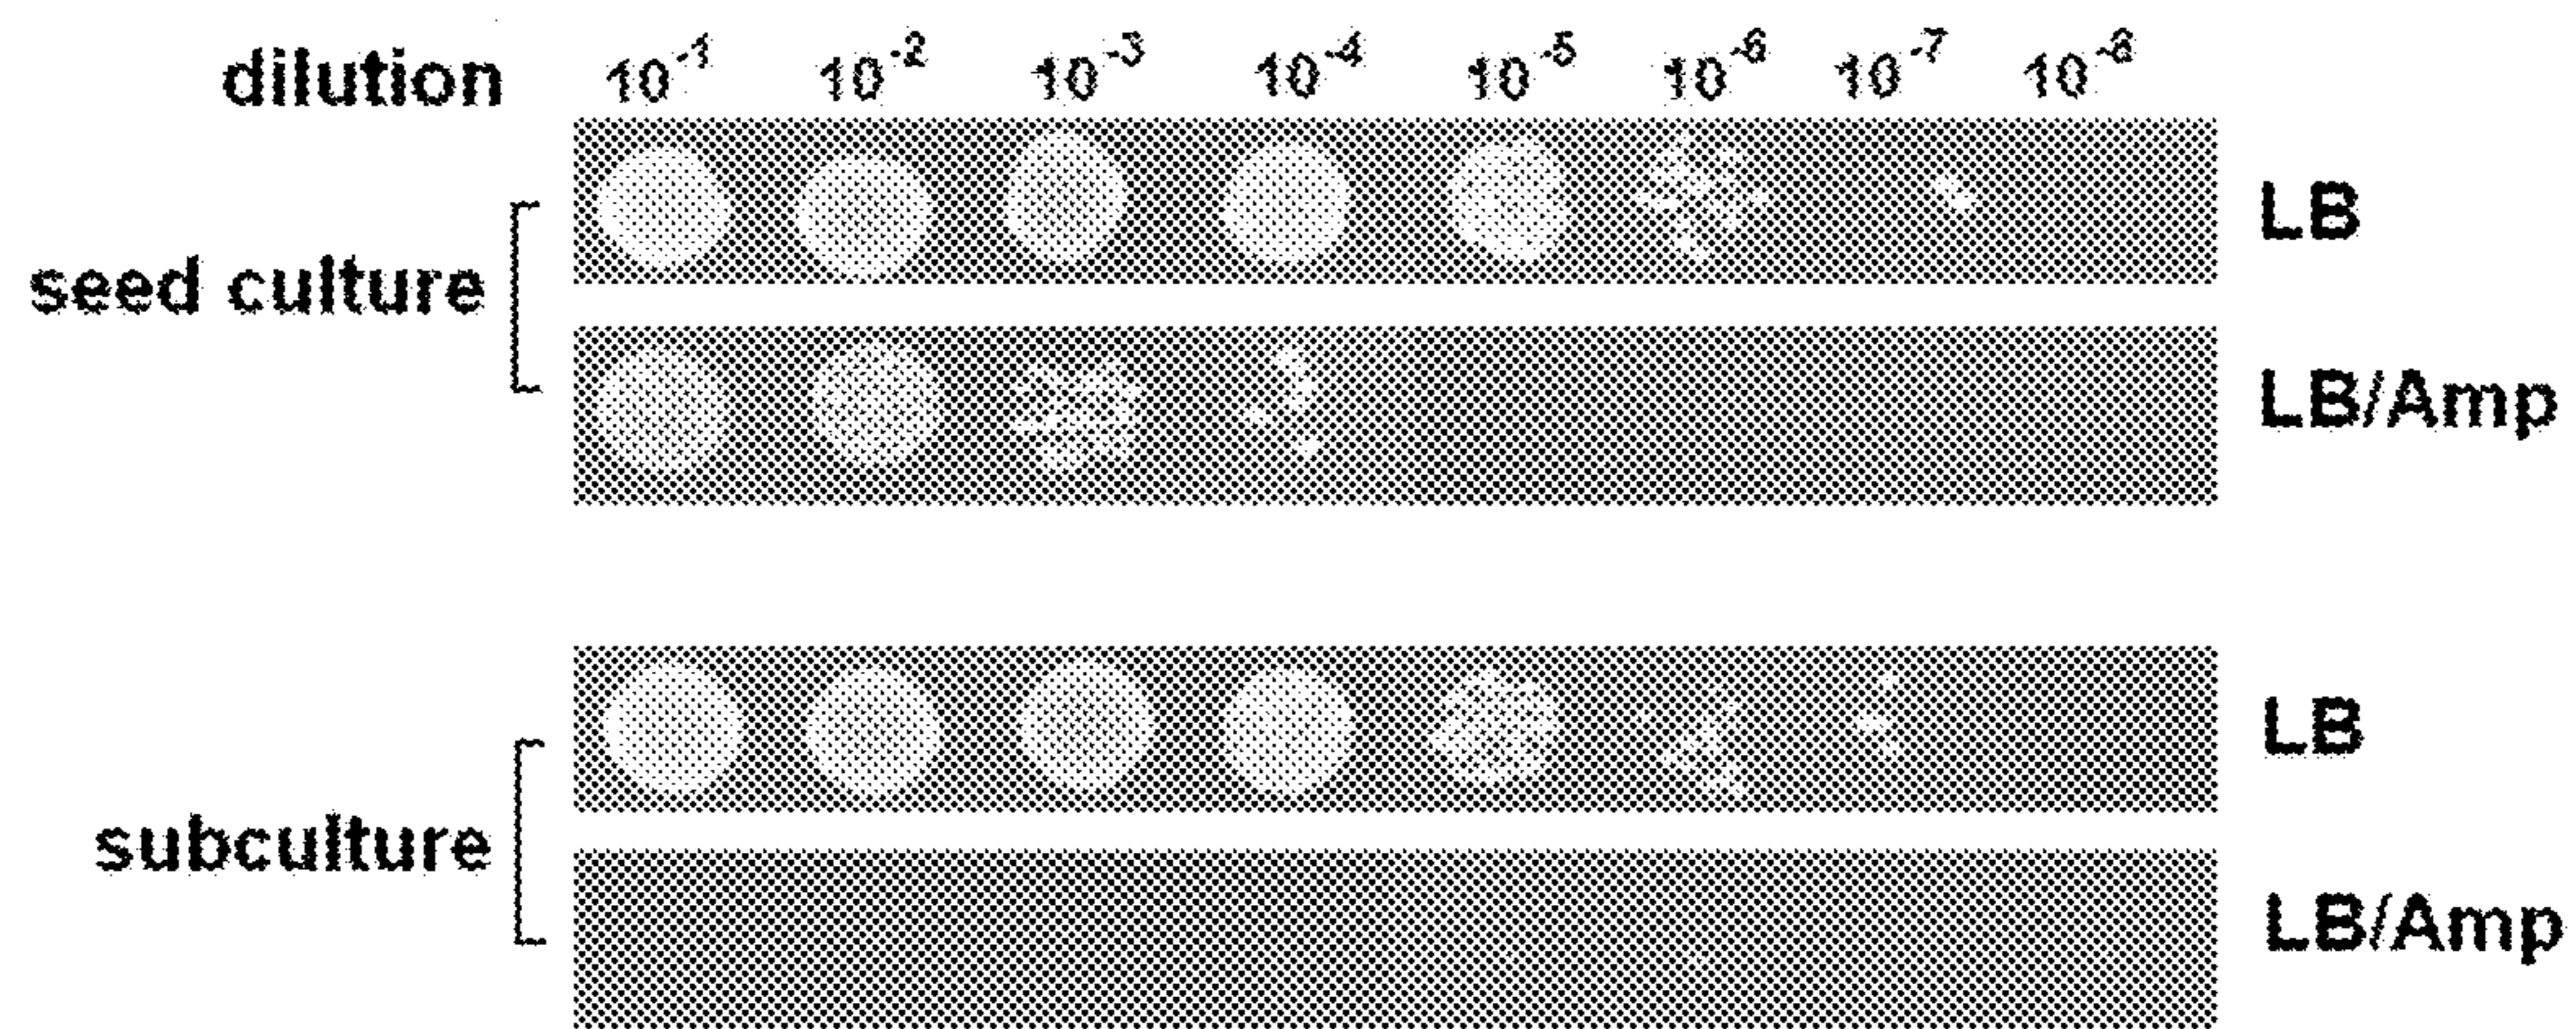 dilution 10⁻¹ 10⁻² 10⁻³ 10⁻⁴ 10⁻⁵ 10⁻⁶ 10⁻⁷ 10⁻⁸
LB
seed culture
LB/Amp
LB
subculture
LB/Amp